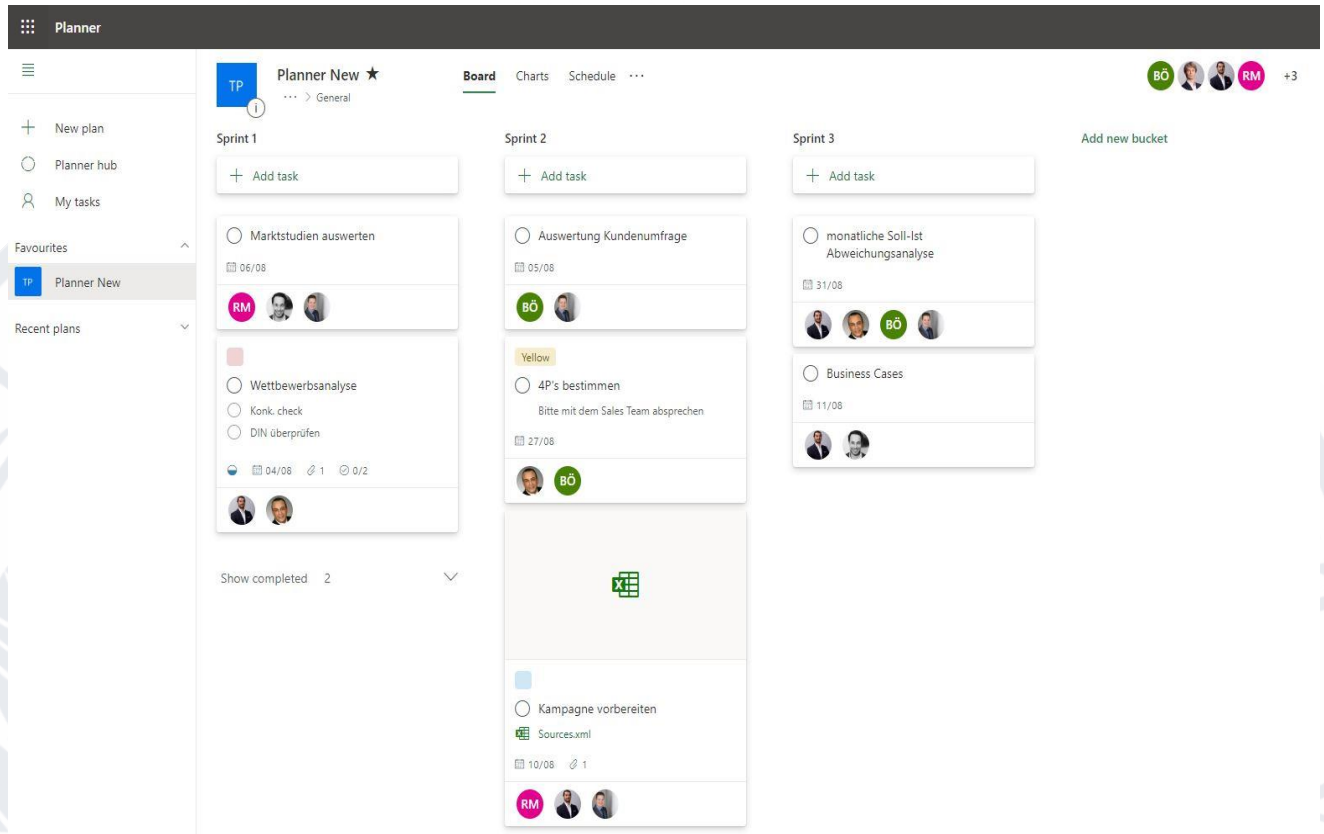 Planner
TP
Planner New ★
··· > General
Board Charts Schedule ···
BÖ RM +3
New plan
Planner hub
My tasks
Favourites
TP Planner New
Recent plans
Sprint 1
+ Add task
Marktstudien auswerten
06/08
RM
Wettbewerbsanalyse
Konk. check
DIN überprüfen
04/08 1 0/2
Show completed 2
Sprint 2
+ Add task
Auswertung Kundenumfrage
05/08
BÖ
Yellow
4P's bestimmen
Bitte mit dem Sales Team absprechen
27/08
BÖ
Kampagne vorbereiten
Sources.xml
10/08 1
RM
Sprint 3
+ Add task
monatliche Soll-Ist
Abweichungsanalyse
31/08
BÖ
Business Cases
11/08
Add new bucket